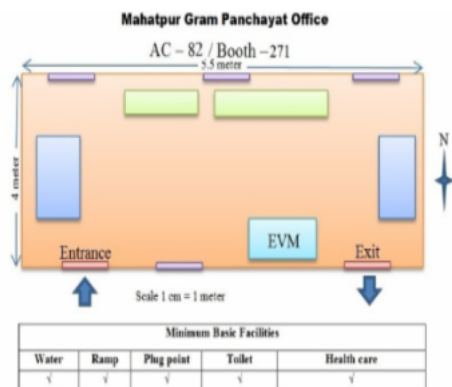 Mahatpur Gram Panchayat Office
AC – 82 / Booth –271
5.5 meter
4 meter
N
EVM
Entrance
Exit
Scale 1 cm = 1 meter
Minimum Basic Facilities
Water Ramp Plug point Toilet Health care
√ √ √ √ √